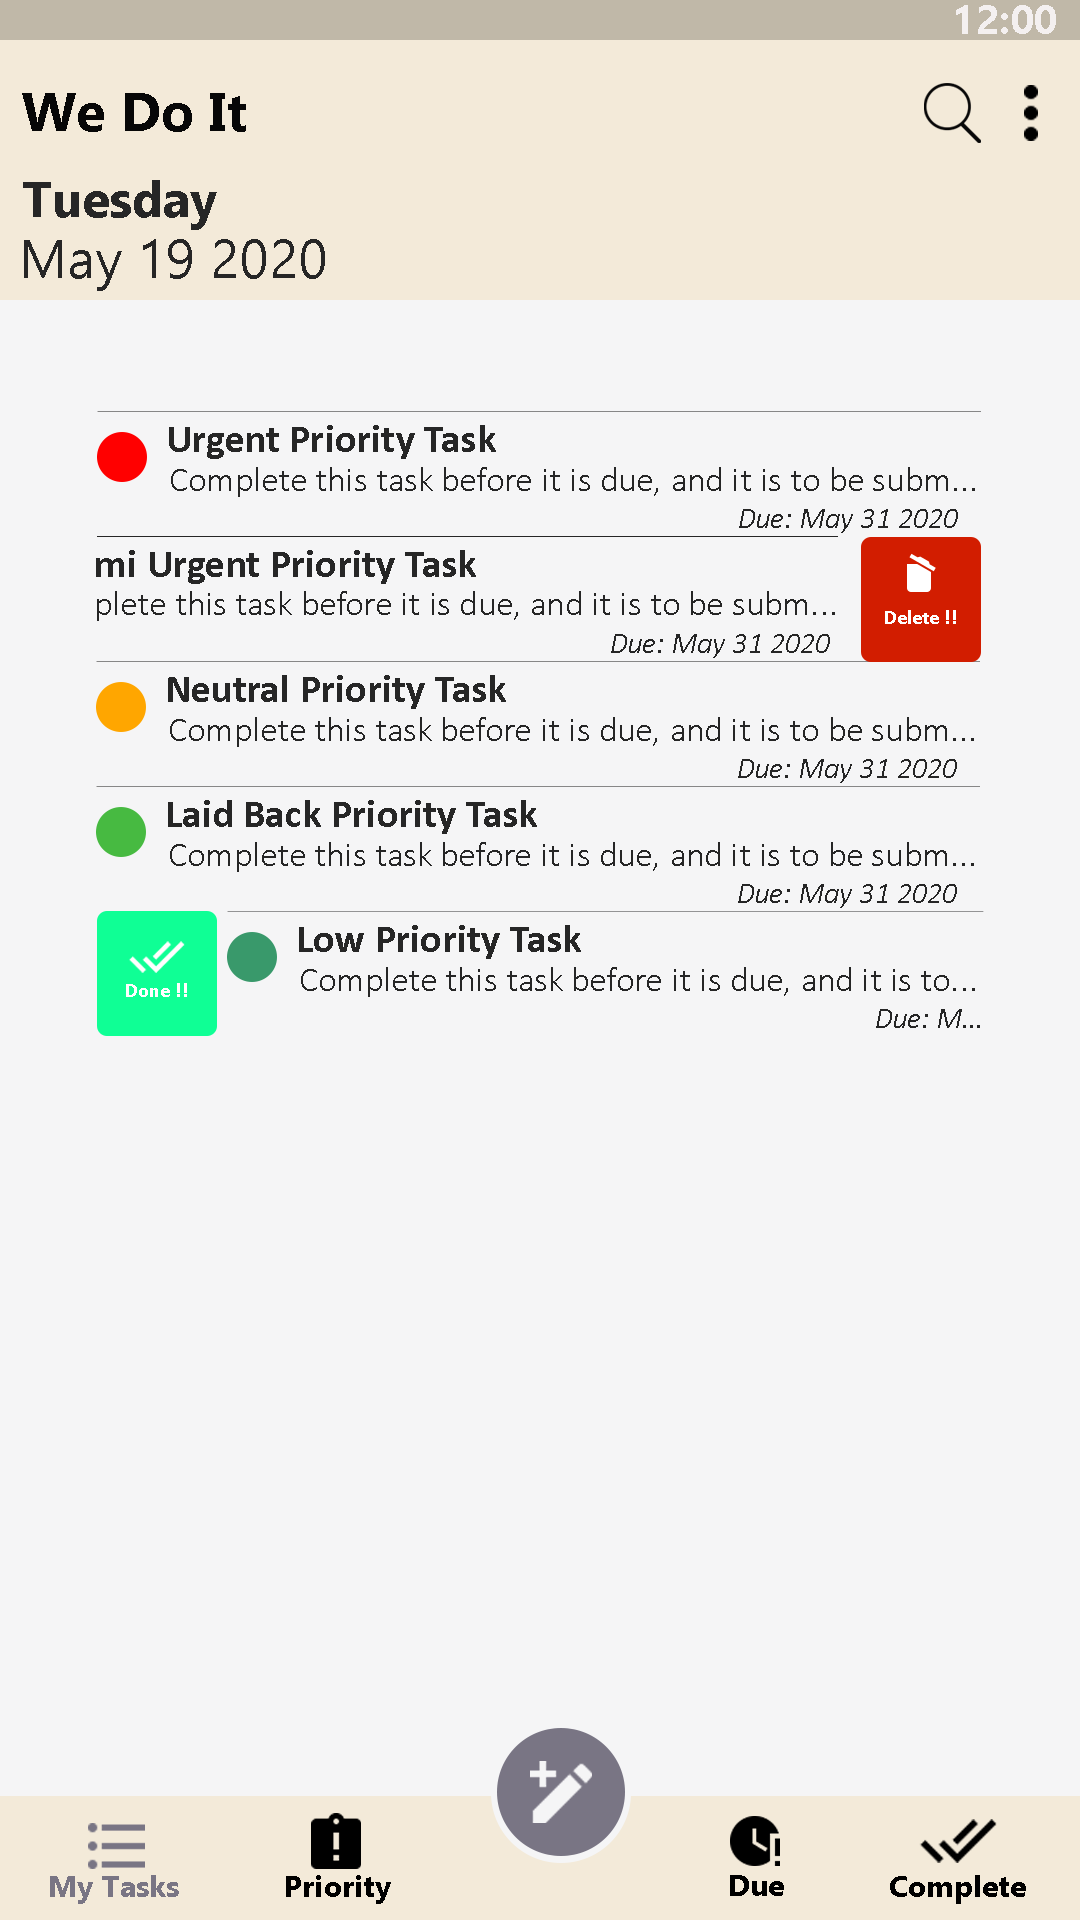 12:00
We Do It
Tuesday
May 19 2020
Urgent Priority Task
Complete this task before it is due, and it is to be subm...
Due: May 31 2020
mi Urgent Priority Task
plete this task before it is due, and it is to be subm...
Due: May 31 2020
Delete !!
Neutral Priority Task
Complete this task before it is due, and it is to be subm...
Due: May 31 2020
Laid Back Priority Task
Complete this task before it is due, and it is to be subm...
Due: May 31 2020
Done !!
Low Priority Task
Complete this task before it is due, and it is to...
Due: M...
My Tasks
Priority
Due
Complete